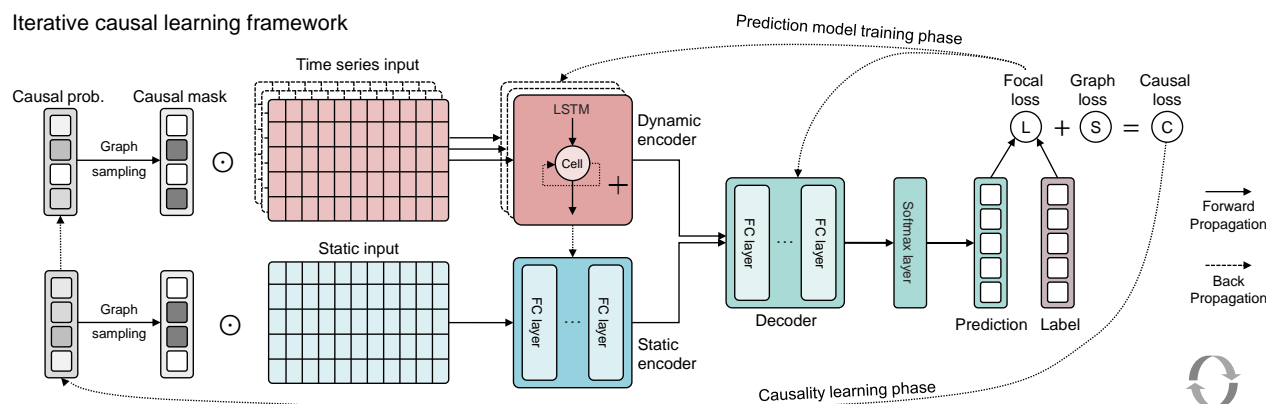 Iterative causal learning framework
Prediction model training phase
Time series input
Causal prob.
Causal mask
Graph
sampling
LSTM
Cell
Dynamic
encoder
Focal
loss
Graph
loss
Causal
loss
L
+
S
=
C
FC layer
...
FC layer
Softmax layer
Forward
Propagation
Back
Propagation
Static input
Graph
sampling
FC layer
...
FC layer
Static
encoder
Decoder
Prediction
Label
Causality learning phase